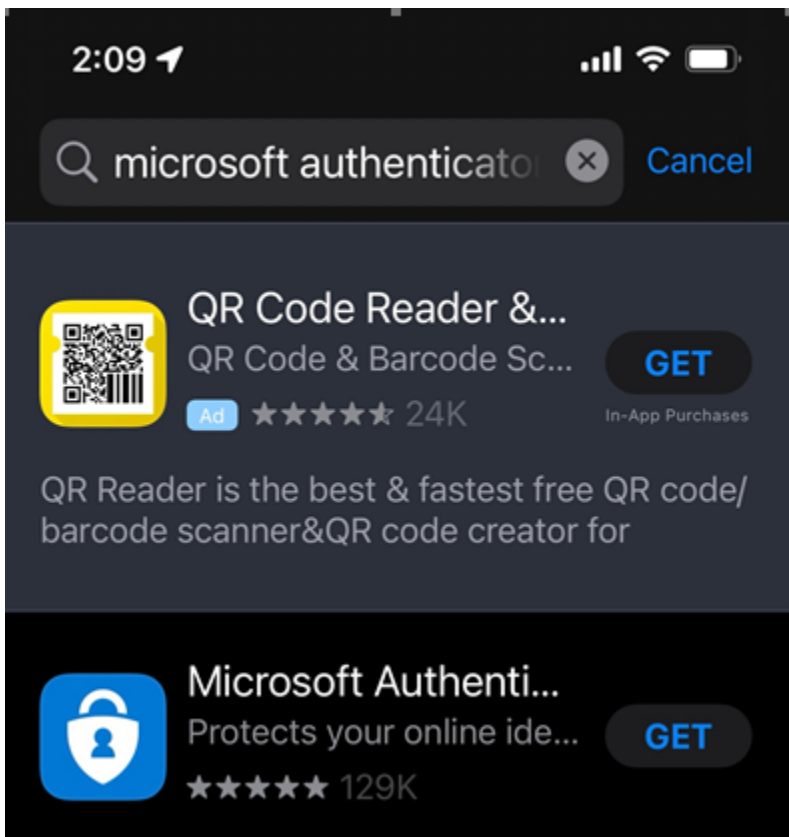 2:09
microsoft authenticato
Cancel
QR Code Reader &...
QR Code & Barcode Sc...
GET
Ad
24K
In-App Purchases
QR Reader is the best & fastest free QR code/
barcode scanner&QR code creator for
Microsoft Authenti...
Protects your online ide...
GET
129K